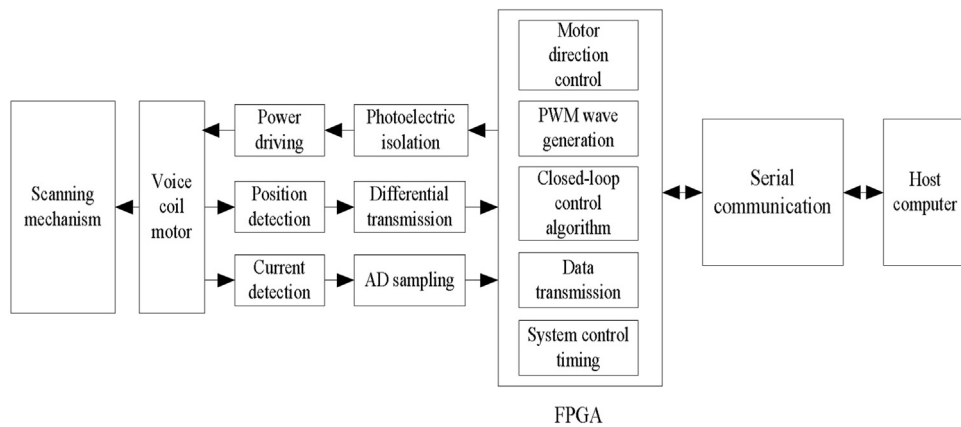 Scanning
mechanism
Voice
coil
motor
Power
driving
Photoelectric
isolation
Position
detection
Differential
transmission
Current
detection
AD sampling
Motor
direction
control
PWM wave
generation
Closed-loop
control
algorithm
Data
transmission
System control
timing
FPGA
Serial
communication
Host
computer